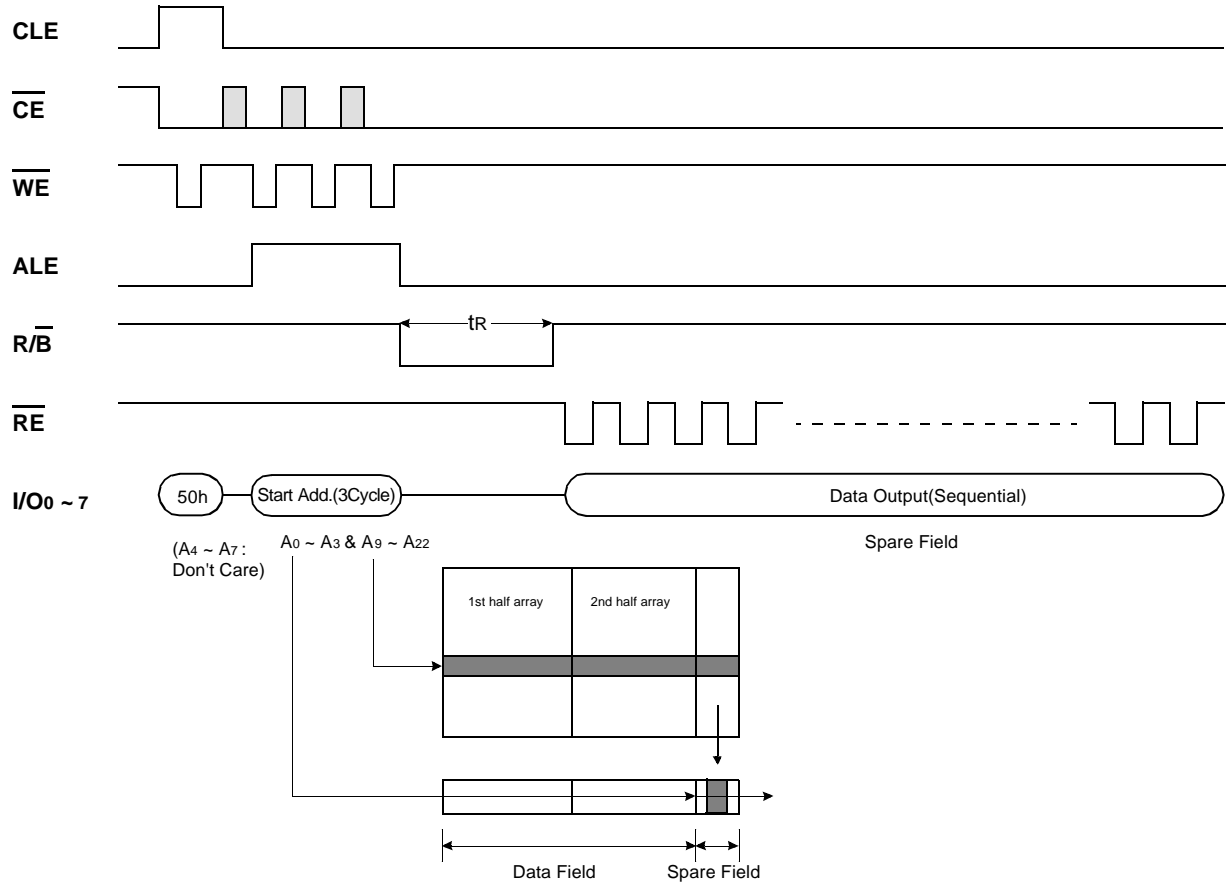 CLE
CE
WE
ALE
R/B
tR
RE
I/O0 ~ 7
50h
Start Add.(3Cycle)
Data Output(Sequential)
(A4 ~ A7 :
Don't Care)
A0 ~ A3 & A9 ~ A22
Spare Field
1st half array
2nd half array
Data Field
Spare Field